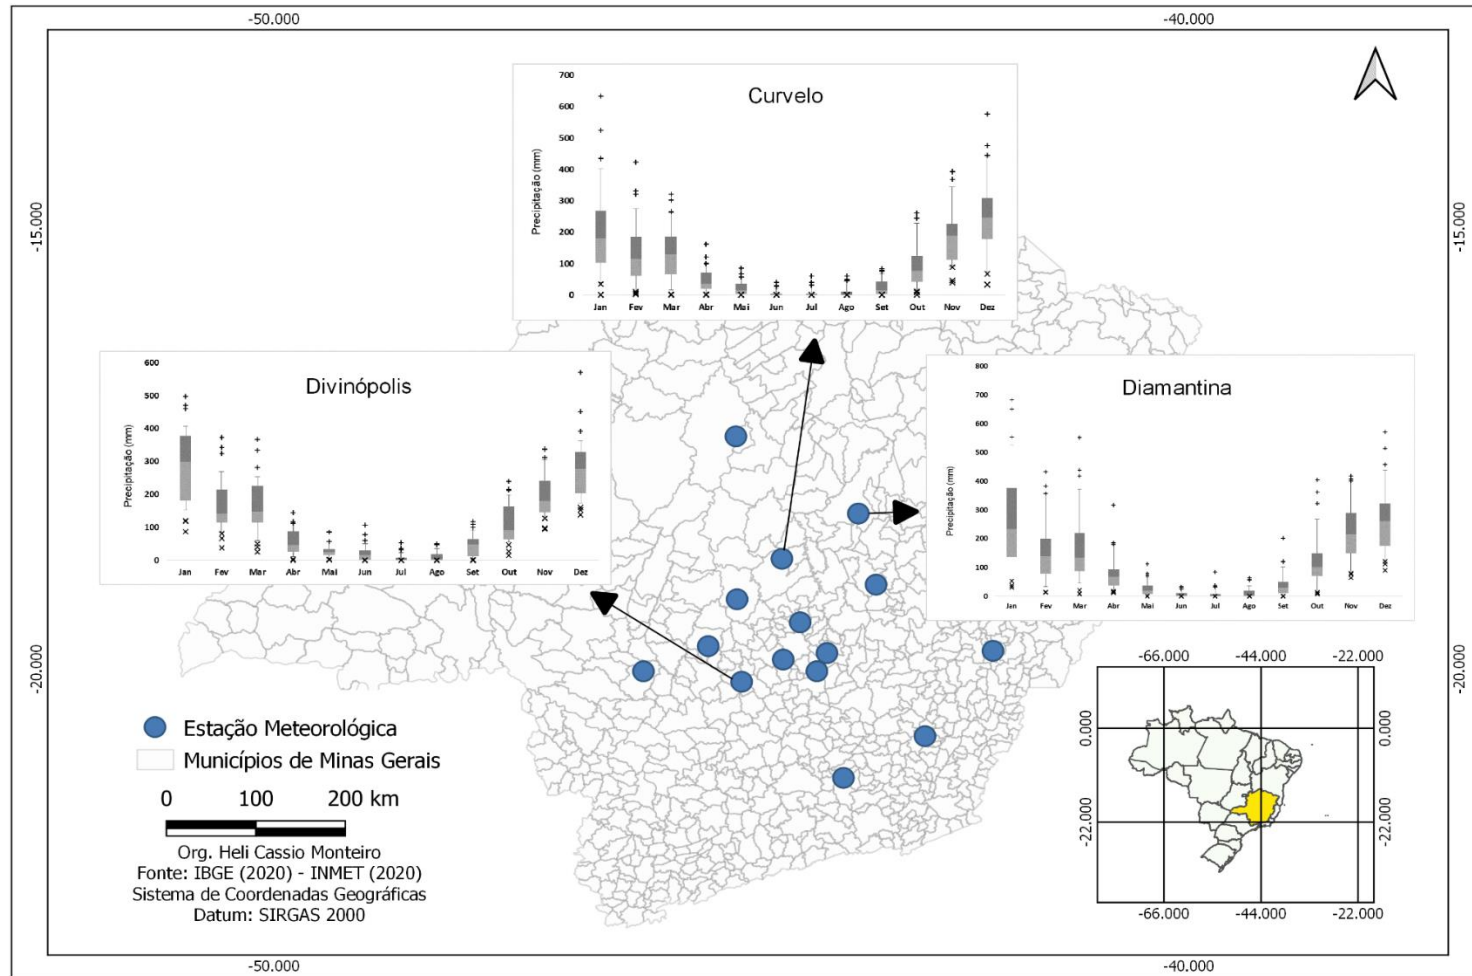 -50.000
-40.000
-15.000
-15.000
-20.000
-20.000
-50.000
-40.000
Curvelo
Precipitação (mm)
700
600
500
400
300
200
100
0
Jan Fev Mar Abr Mai Jun Jul Ago Set Out Nov Dez
Divinópolis
Precipitação (mm)
600
500
400
300
200
100
0
Jan Fev Mar Abr Mai Jun Jul Ago Set Out Nov Dez
Diamantina
Precipitação (mm)
800
700
600
500
400
300
200
100
0
Jan Fev Mar Abr Mai Jun Jul Ago Set Out Nov Dez
Estação Meteorológica
Municípios de Minas Gerais
0 100 200 km
Org. Heli Cassio Monteiro
Fonte: IBGE (2020) - INMET (2020)
Sistema de Coordenadas Geográficas
Datum: SIRGAS 2000
-66.000 -44.000 -22.000
0.000
0.000
-22.000
-22.000
-66.000 -44.000 -22.000